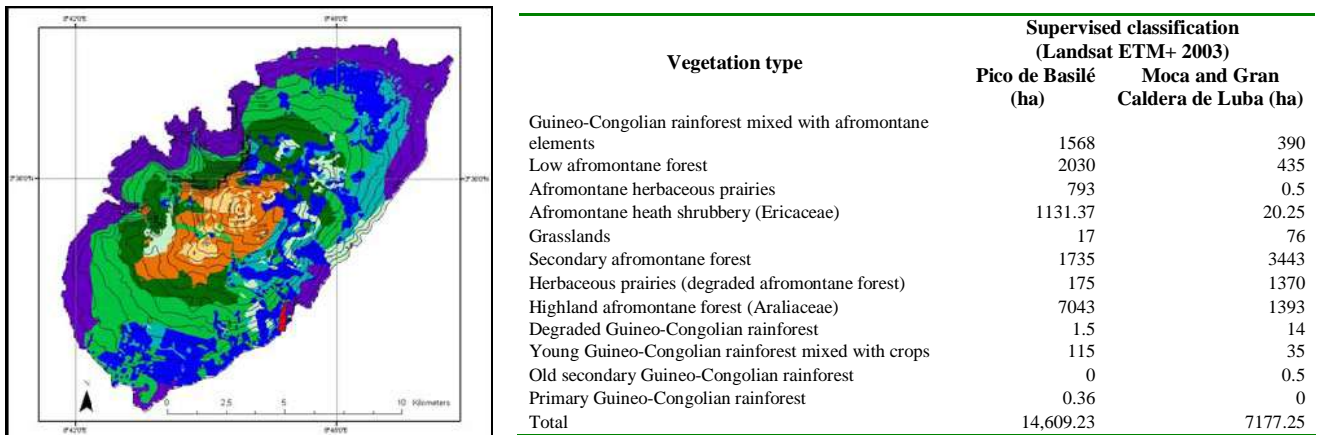 N
0 2.5 5 10 Kilometers
Supervised classification
(Landsat ETM+ 2003)
Vegetation type
Pico de Basilé Moca and Gran
(ha) Caldera de Luba (ha)
Guineo-Congolian rainforest mixed with afromontane
elements 1568 390
Low afromontane forest 2030 435
Afromontane herbaceous prairies 793 0.5
Afromontane heath shrubbery (Ericaceae) 1131.37 20.25
Grasslands 17 76
Secondary afromontane forest 1735 3443
Herbaceous prairies (degraded afromontane forest) 175 1370
Highland afromontane forest (Araliaceae) 7043 1393
Degraded Guineo-Congolian rainforest 1.5 14
Young Guineo-Congolian rainforest mixed with crops 115 35
Old secondary Guineo-Congolian rainforest 0 0.5
Primary Guineo-Congolian rainforest 0.36 0
Total 14,609.23 7177.25